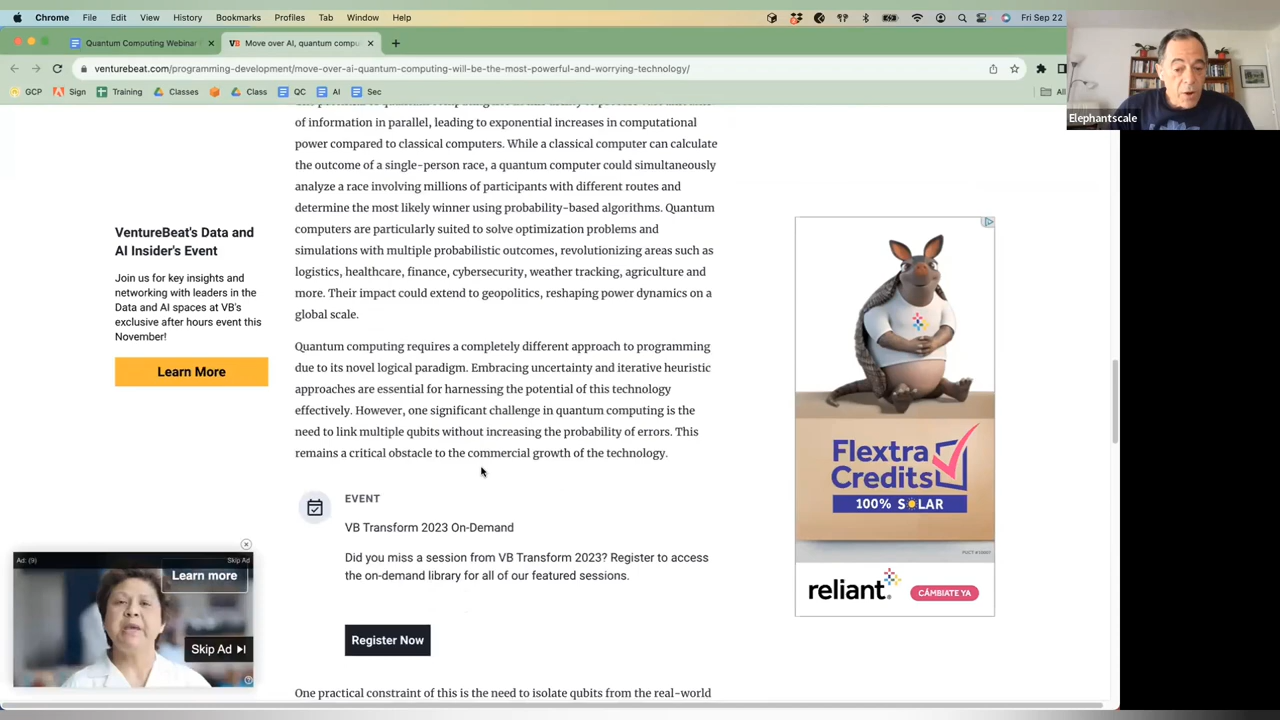 Chrome File Edit View History Bookmarks Profiles Tab Window Help Fri Sep 22
Quantum Computing Webinar Move over AI, quantum compu
venturebeat.com/programming-development/move-over-ai-quantum-computing-will-be-the-most-powerful-and-worrying-technology/
GCP Sign Training Classes Class QC AI Sec All
Elephantscale
of information in parallel, leading to exponential increases in computational
power compared to classical computers. While a classical computer can calculate
the outcome of a single-person race, a quantum computer could simultaneously
analyze a race involving millions of participants with different routes and
determine the most likely winner using probability-based algorithms. Quantum
computers are particularly suited to solve optimization problems and
simulations with multiple probabilistic outcomes, revolutionizing areas such as
logistics, healthcare, finance, cybersecurity, weather tracking, agriculture and
more. Their impact could extend to geopolitics, reshaping power dynamics on a
global scale.
Quantum computing requires a completely different approach to programming
due to its novel logical paradigm. Embracing uncertainty and iterative heuristic
approaches are essential for harnessing the potential of this technology
effectively. However, one significant challenge in quantum computing is the
need to link multiple qubits without increasing the probability of errors. This
remains a critical obstacle to the commercial growth of the technology.
EVENT
VB Transform 2023 On-Demand
Did you miss a session from VB Transform 2023? Register to access
the on-demand library for all of our featured sessions.
Register Now
One practical constraint of this is the need to isolate qubits from the real-world
VentureBeat's Data and
AI Insider's Event
Join us for key insights and
networking with leaders in the
Data and AI spaces at VB's
exclusive after hours event this
November!
Learn More
Ad: (9) Skip Ad
Learn more
Skip Ad
Flextra
Credits
100% SOLAR
reliant
CÁMBIATE YA